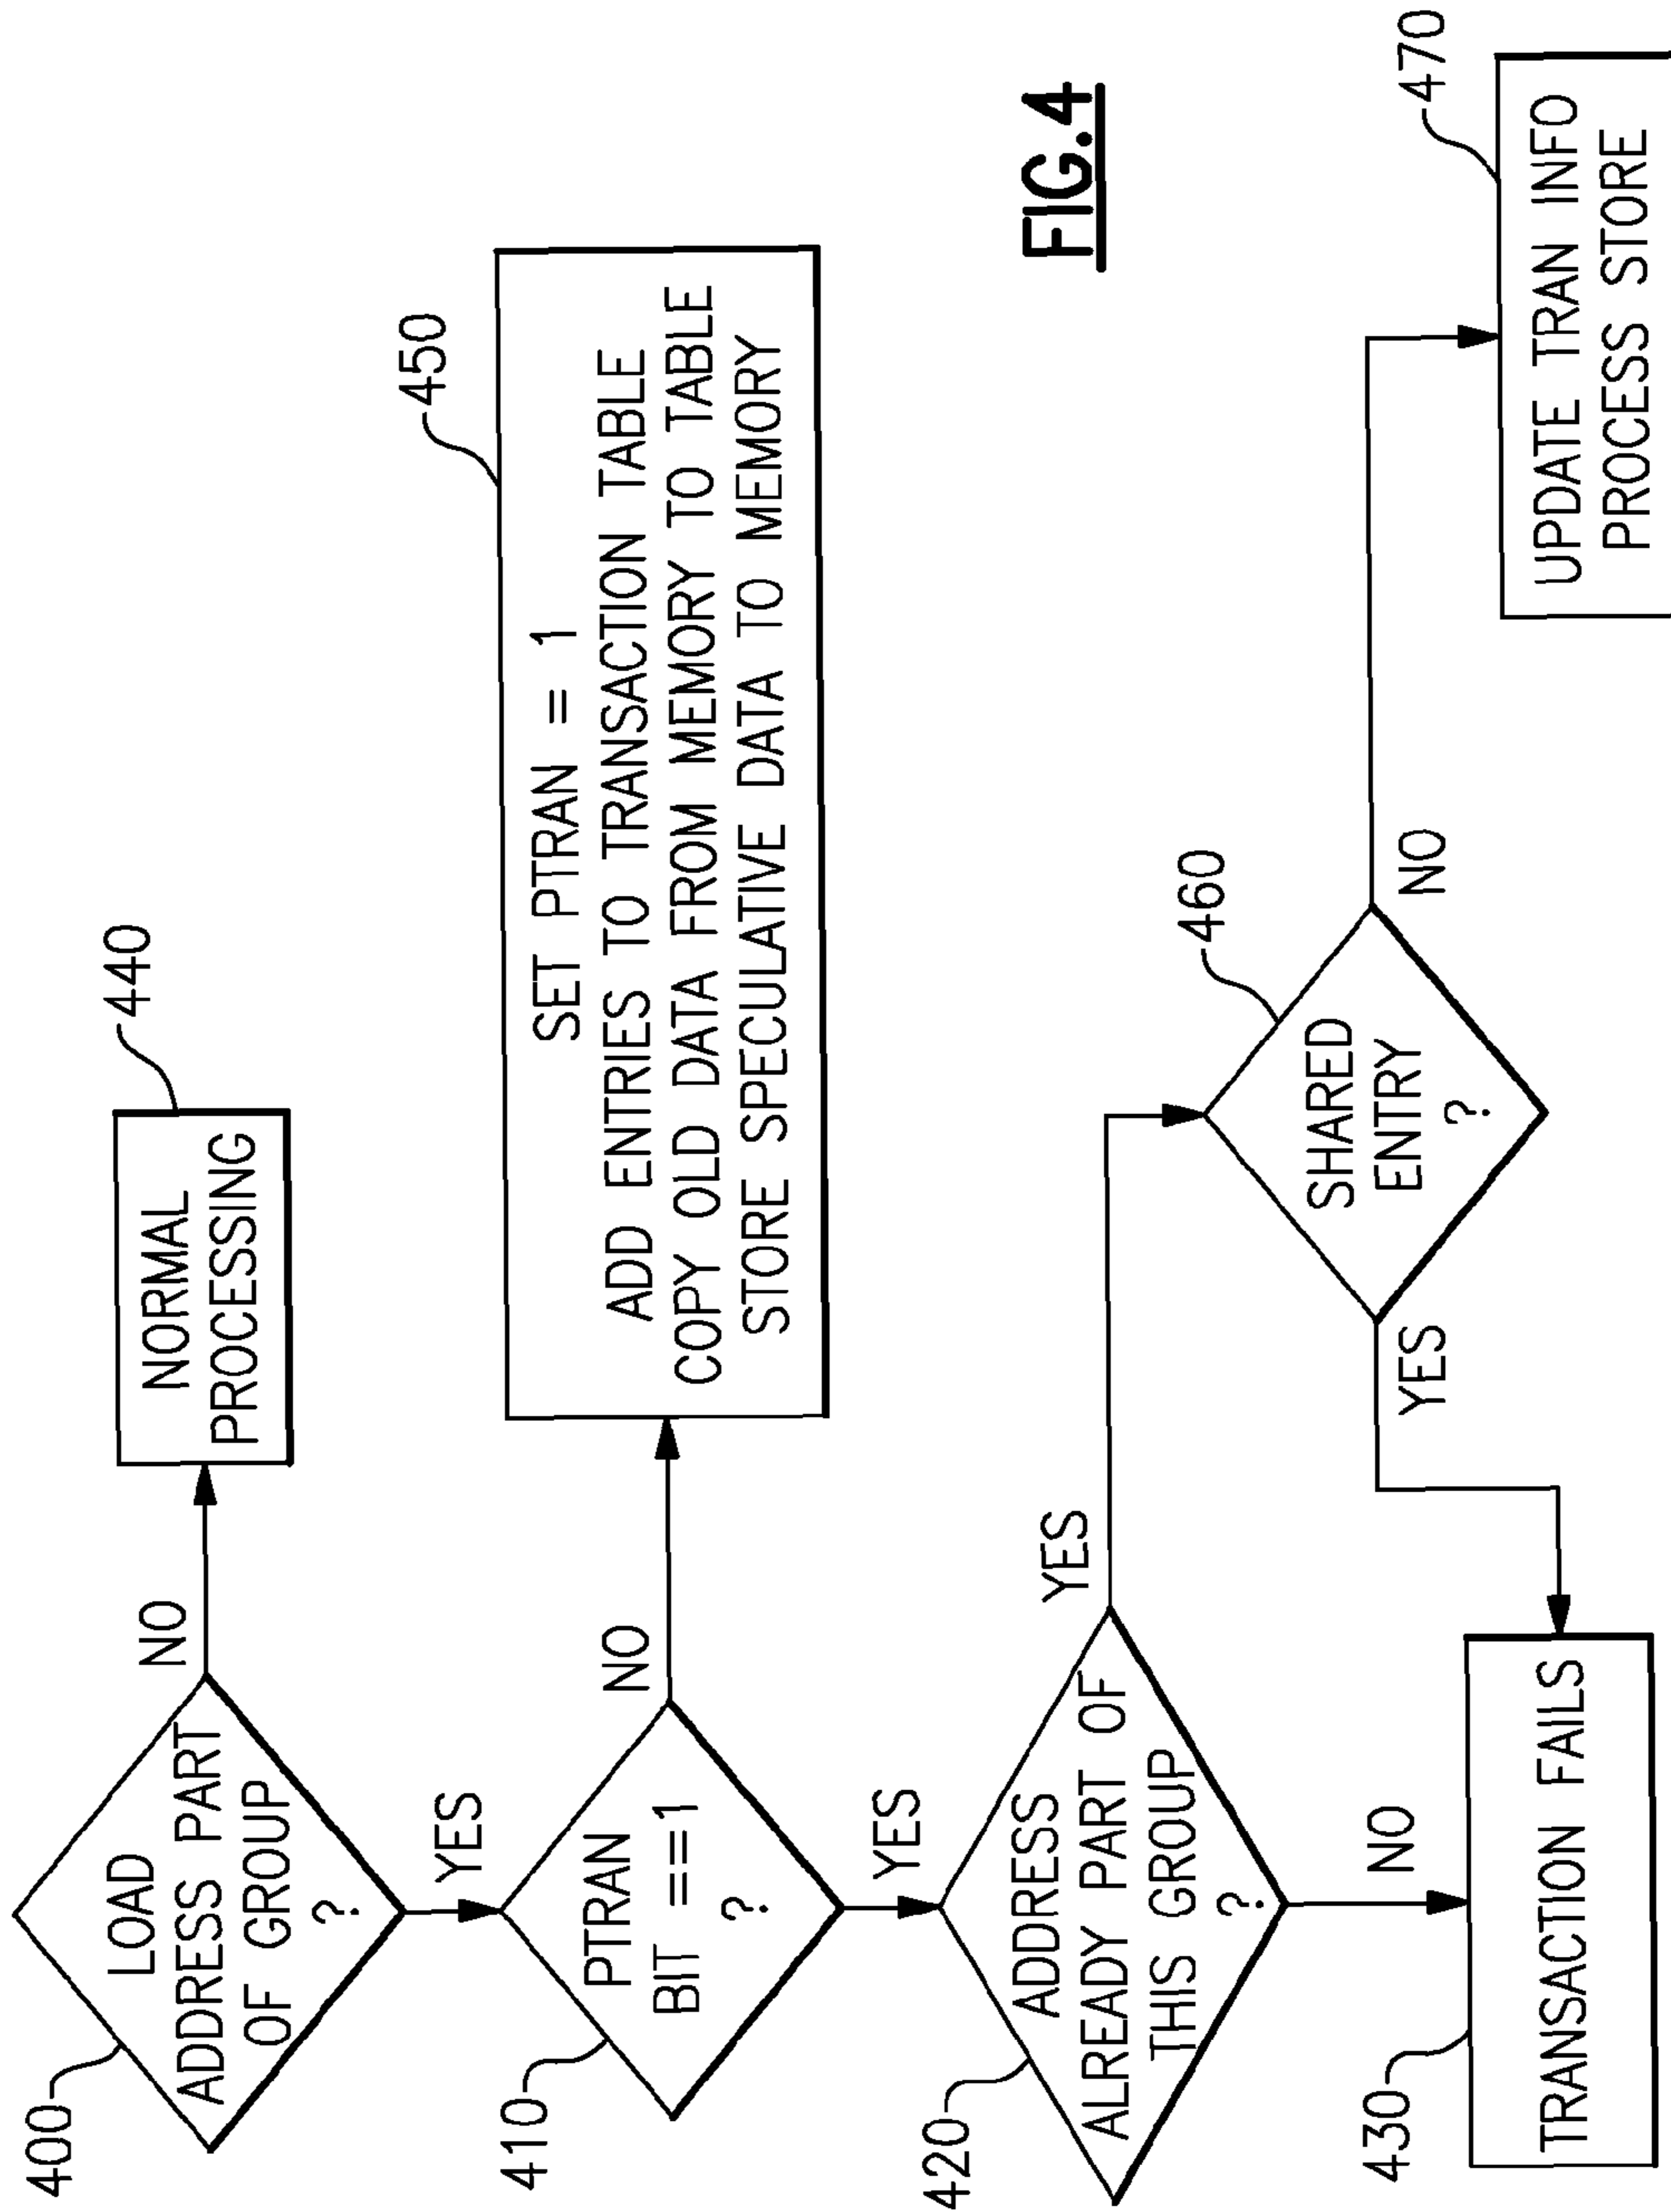 400
LOAD
ADDRESS PART
OF GROUP
?
NO
440
NORMAL
PROCESSING
YES
410
PTRAN
BIT ==1
?
NO
450
SET PTRAN = 1
ADD ENTRIES TO TRANSACTION TABLE
COPY OLD DATA FROM MEMORY TO TABLE
STORE SPECULATIVE DATA TO MEMORY
YES
420
ADDRESS
ALREADY PART OF
THIS GROUP
?
YES
460
SHARED
ENTRY
?
NO
YES
NO
430
TRANSACTION FAILS
470
UPDATE TRAN INFO
PROCESS STORE
FIG.4